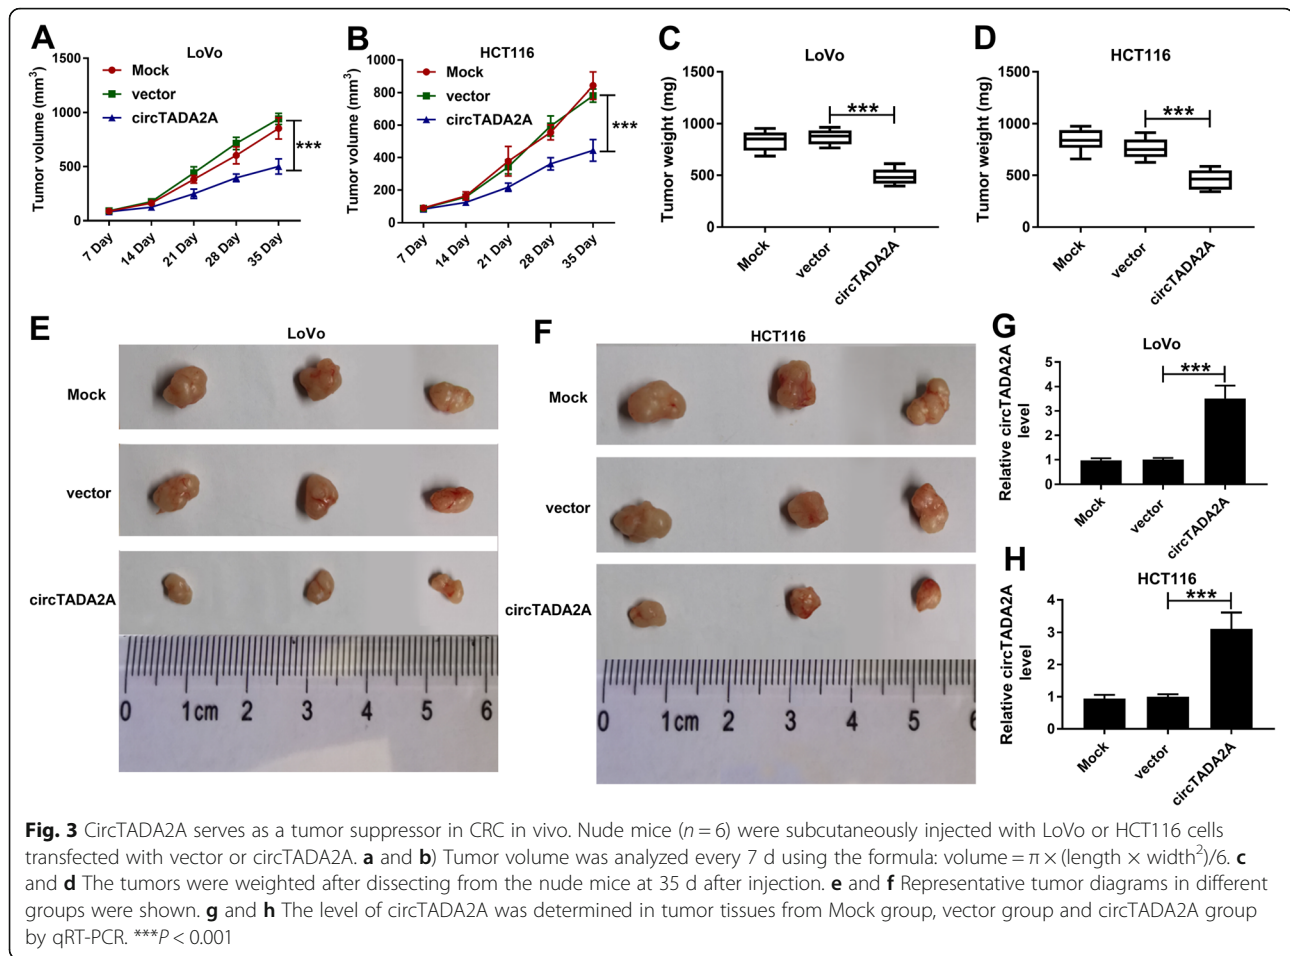 A
LoVo
Tumor volume (mm³)
1500
1000
500
0
Mock
vector
circTADA2A
***
7 Day
14 Day
21 Day
28 Day
35 Day
B
HCT116
Tumor volume (mm³)
1000
800
600
400
200
0
Mock
vector
circTADA2A
***
7 Day
14 Day
21 Day
28 Day
35 Day
C
LoVo
Tumor weight (mg)
1500
1000
500
0
***
Mock
vector
circTADA2A
D
HCT116
Tumor weight (mg)
1500
1000
500
0
***
Mock
vector
circTADA2A
E
LoVo
Mock
vector
circTADA2A
0 1cm 2 3 4 5 6
F
HCT116
Mock
vector
circTADA2A
0 1cm 2 3 4 5 6
G
LoVo
Relative circTADA2A
level
5
4
3
2
1
0
***
Mock
vector
circTADA2A
H
HCT116
Relative circTADA2A
level
4
3
2
1
0
***
Mock
vector
circTADA2A
Fig. 3 CircTADA2A serves as a tumor suppressor in CRC in vivo. Nude mice (n = 6) were subcutaneously injected with LoVo or HCT116 cells
transfected with vector or circTADA2A. a and b) Tumor volume was analyzed every 7 d using the formula: volume = π × (length × width²)/6. c
and d The tumors were weighted after dissecting from the nude mice at 35 d after injection. e and f Representative tumor diagrams in different
groups were shown. g and h The level of circTADA2A was determined in tumor tissues from Mock group, vector group and circTADA2A group
by qRT-PCR. ***P < 0.001